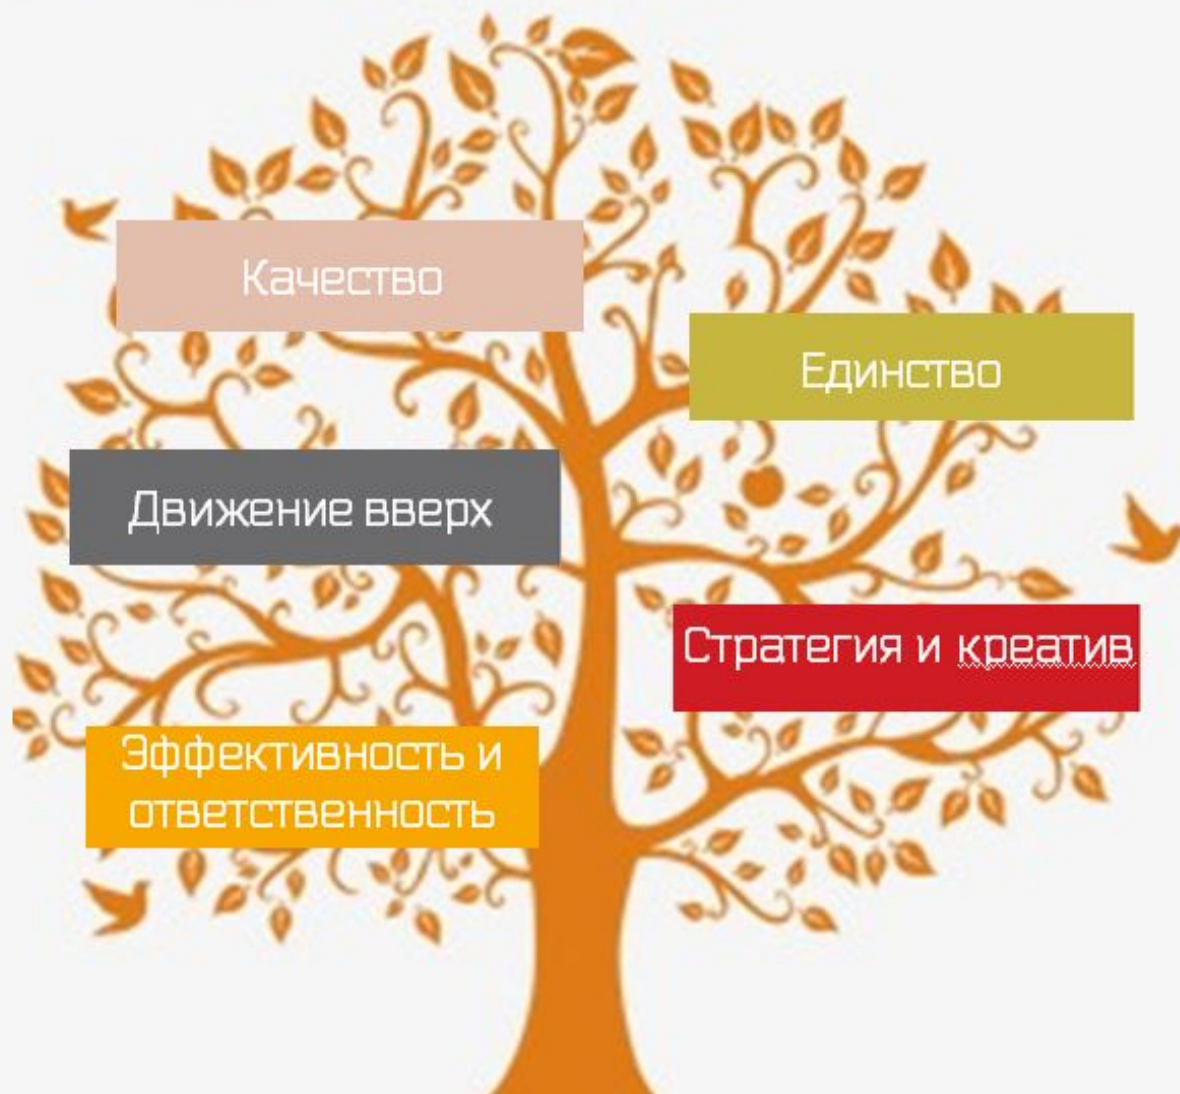 Качество
Единство
Движение вверх
Стратегия и креатив
Эффективность и
ответственность